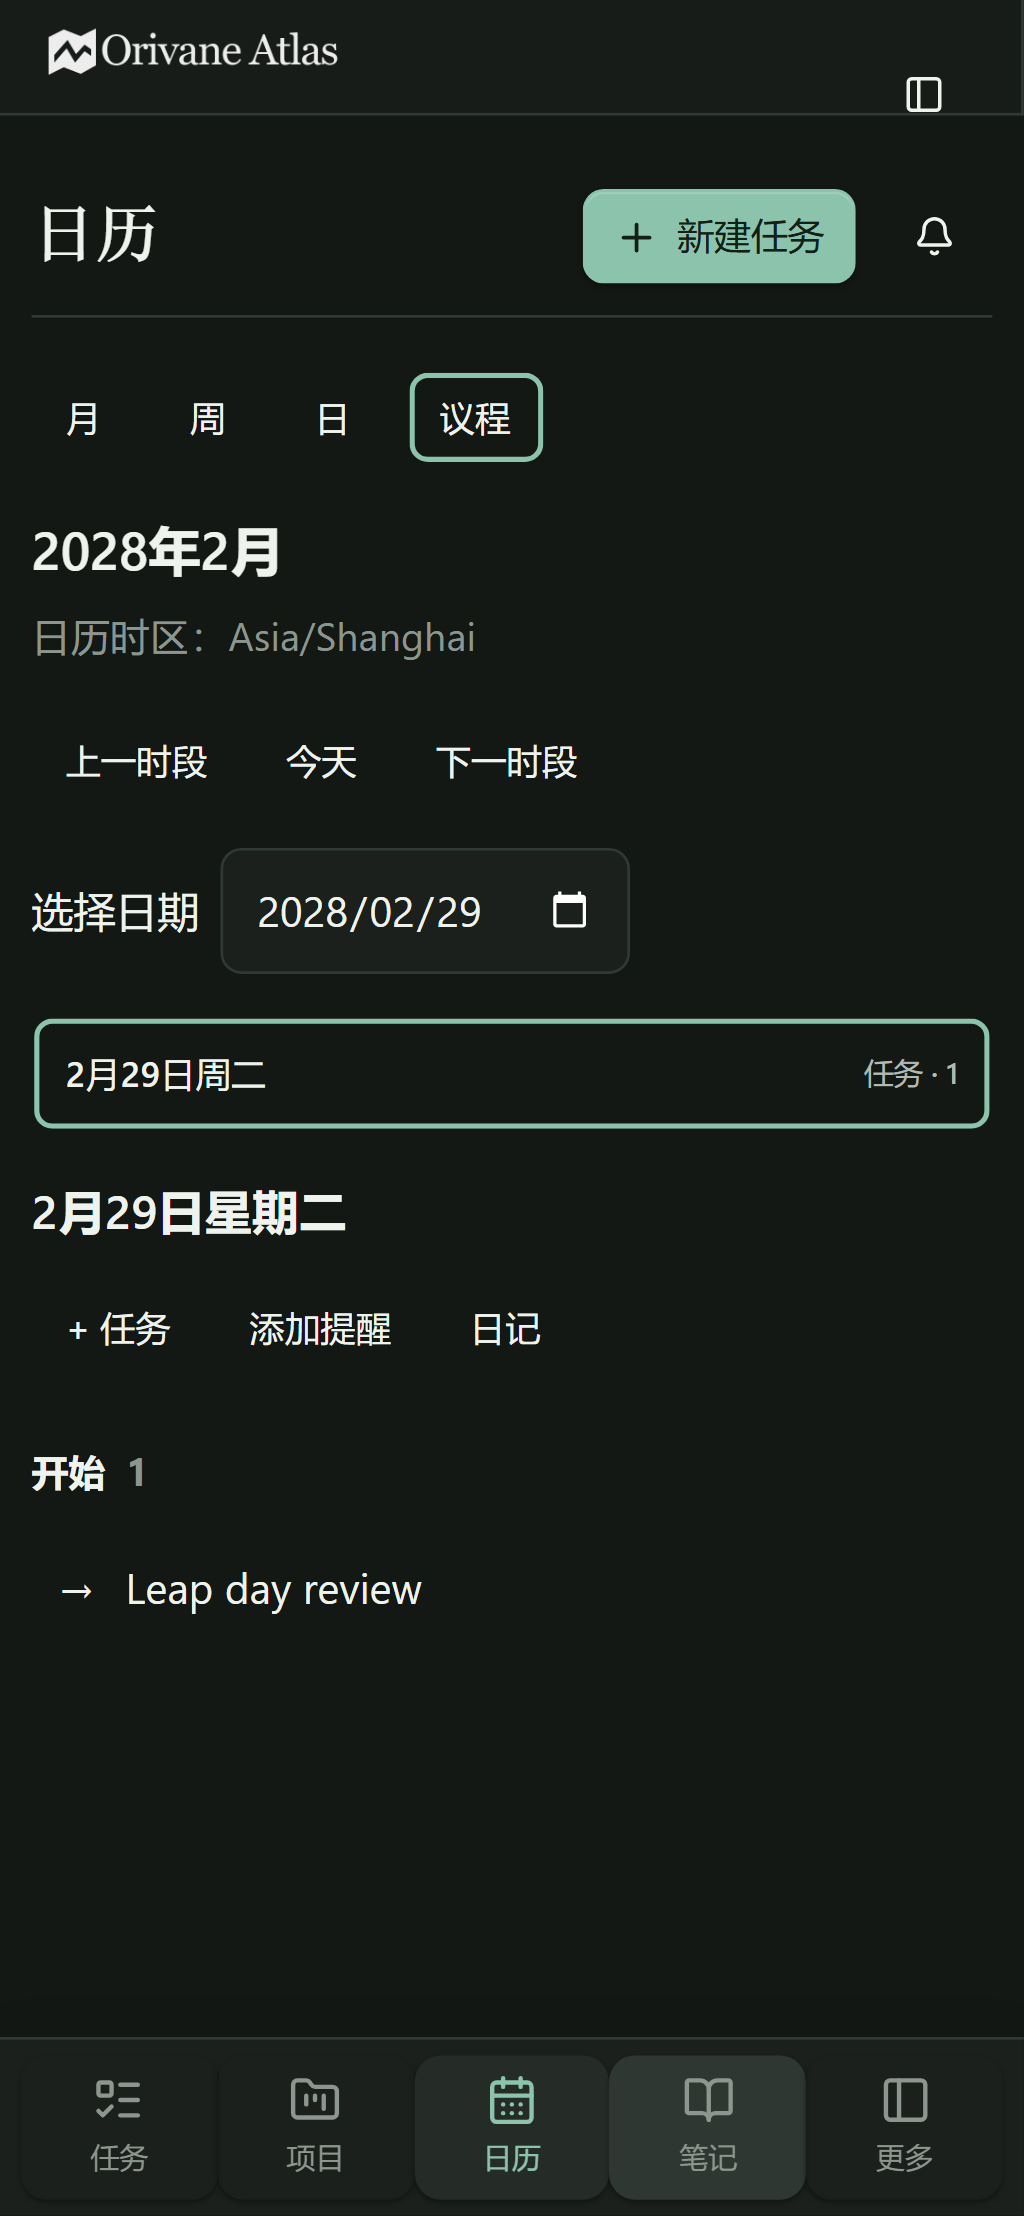 Orivane Atlas
日历
+ 新建任务
月 周 日 议程
2028年2月
日历时区：Asia/Shanghai
上一时段 今天 下一时段
选择日期 2028/02/29
2月29日周二 任务 · 1
2月29日星期二
+ 任务 添加提醒 日记
开始 1
→ Leap day review
任务 项目 日历 笔记 更多